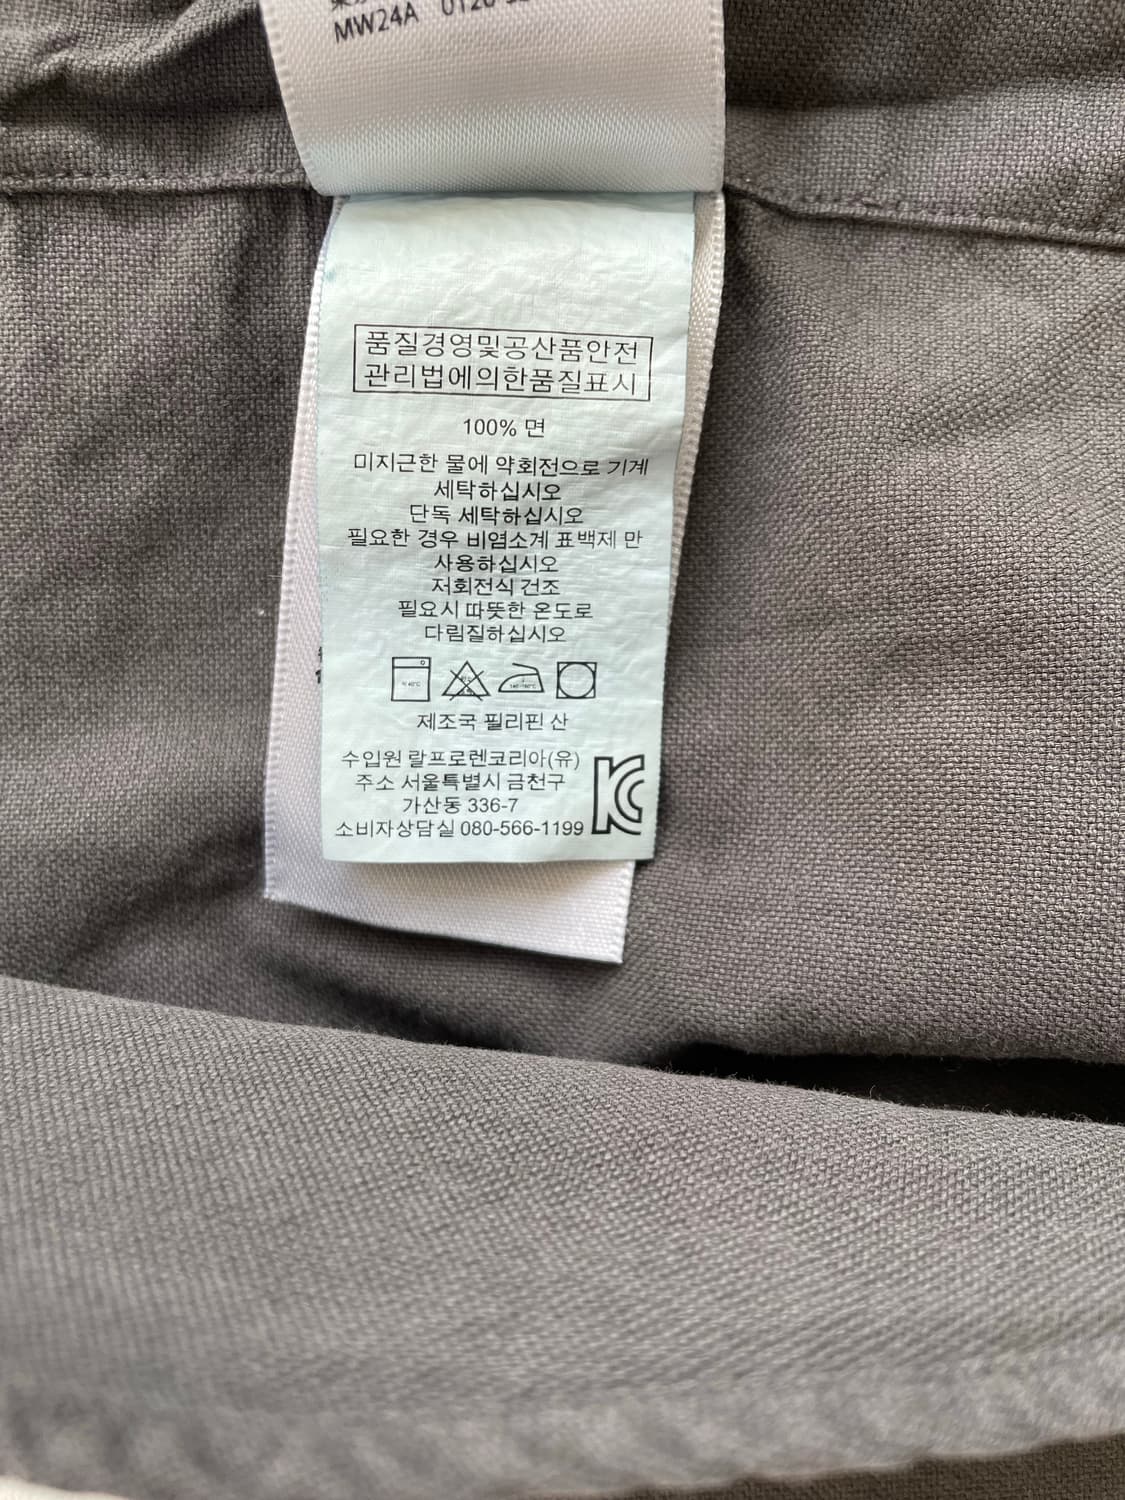 MW24A
품질경영및공산품안전
관리법에의한품질표시
100% 면
미지근한 물에 약회전으로 기계
세탁하십시오
단독 세탁하십시오
필요한 경우 비염소계 표백제 만
사용하십시오
저회전식 건조
필요시 따뜻한 온도로
다림질하십시오
제조국 필리핀 산
수입원 랄프로렌코리아(유)
주소 서울특별시 금천구
가산동 336-7
소비자상담실 080-566-1199